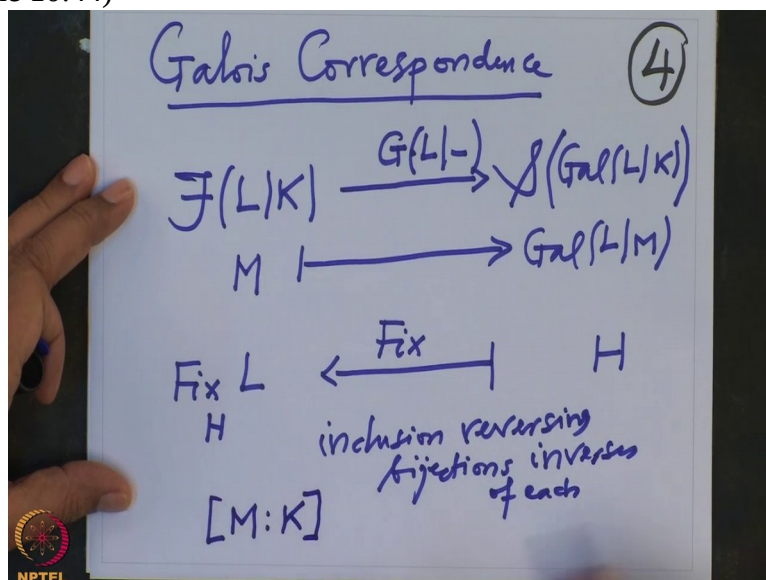 Galois Correspondence
4
G(L|-)
F(L|K) ⟶ S(Gal(L|K))
M ⟼ Gal(L|M)
Fix
Fix L ⟵ H
H
inclusion reversing
bijections inverses
of each
[M:K]
NPTEL